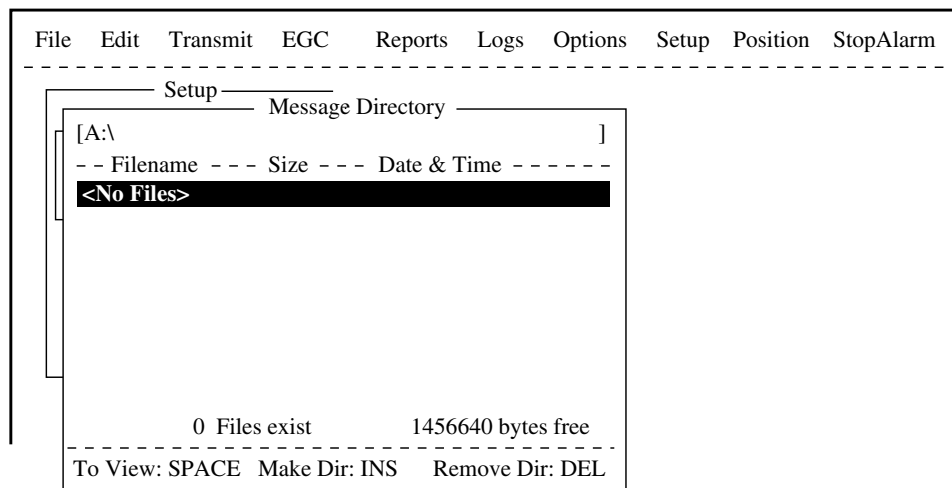 File Edit Transmit EGC Reports Logs Options Setup Position StopAlarm
Setup
Message Directory
[A:\ ]
Filename Size Date & Time
<No Files>
0 Files exist 1456640 bytes free
To View: SPACE Make Dir: INS Remove Dir: DEL